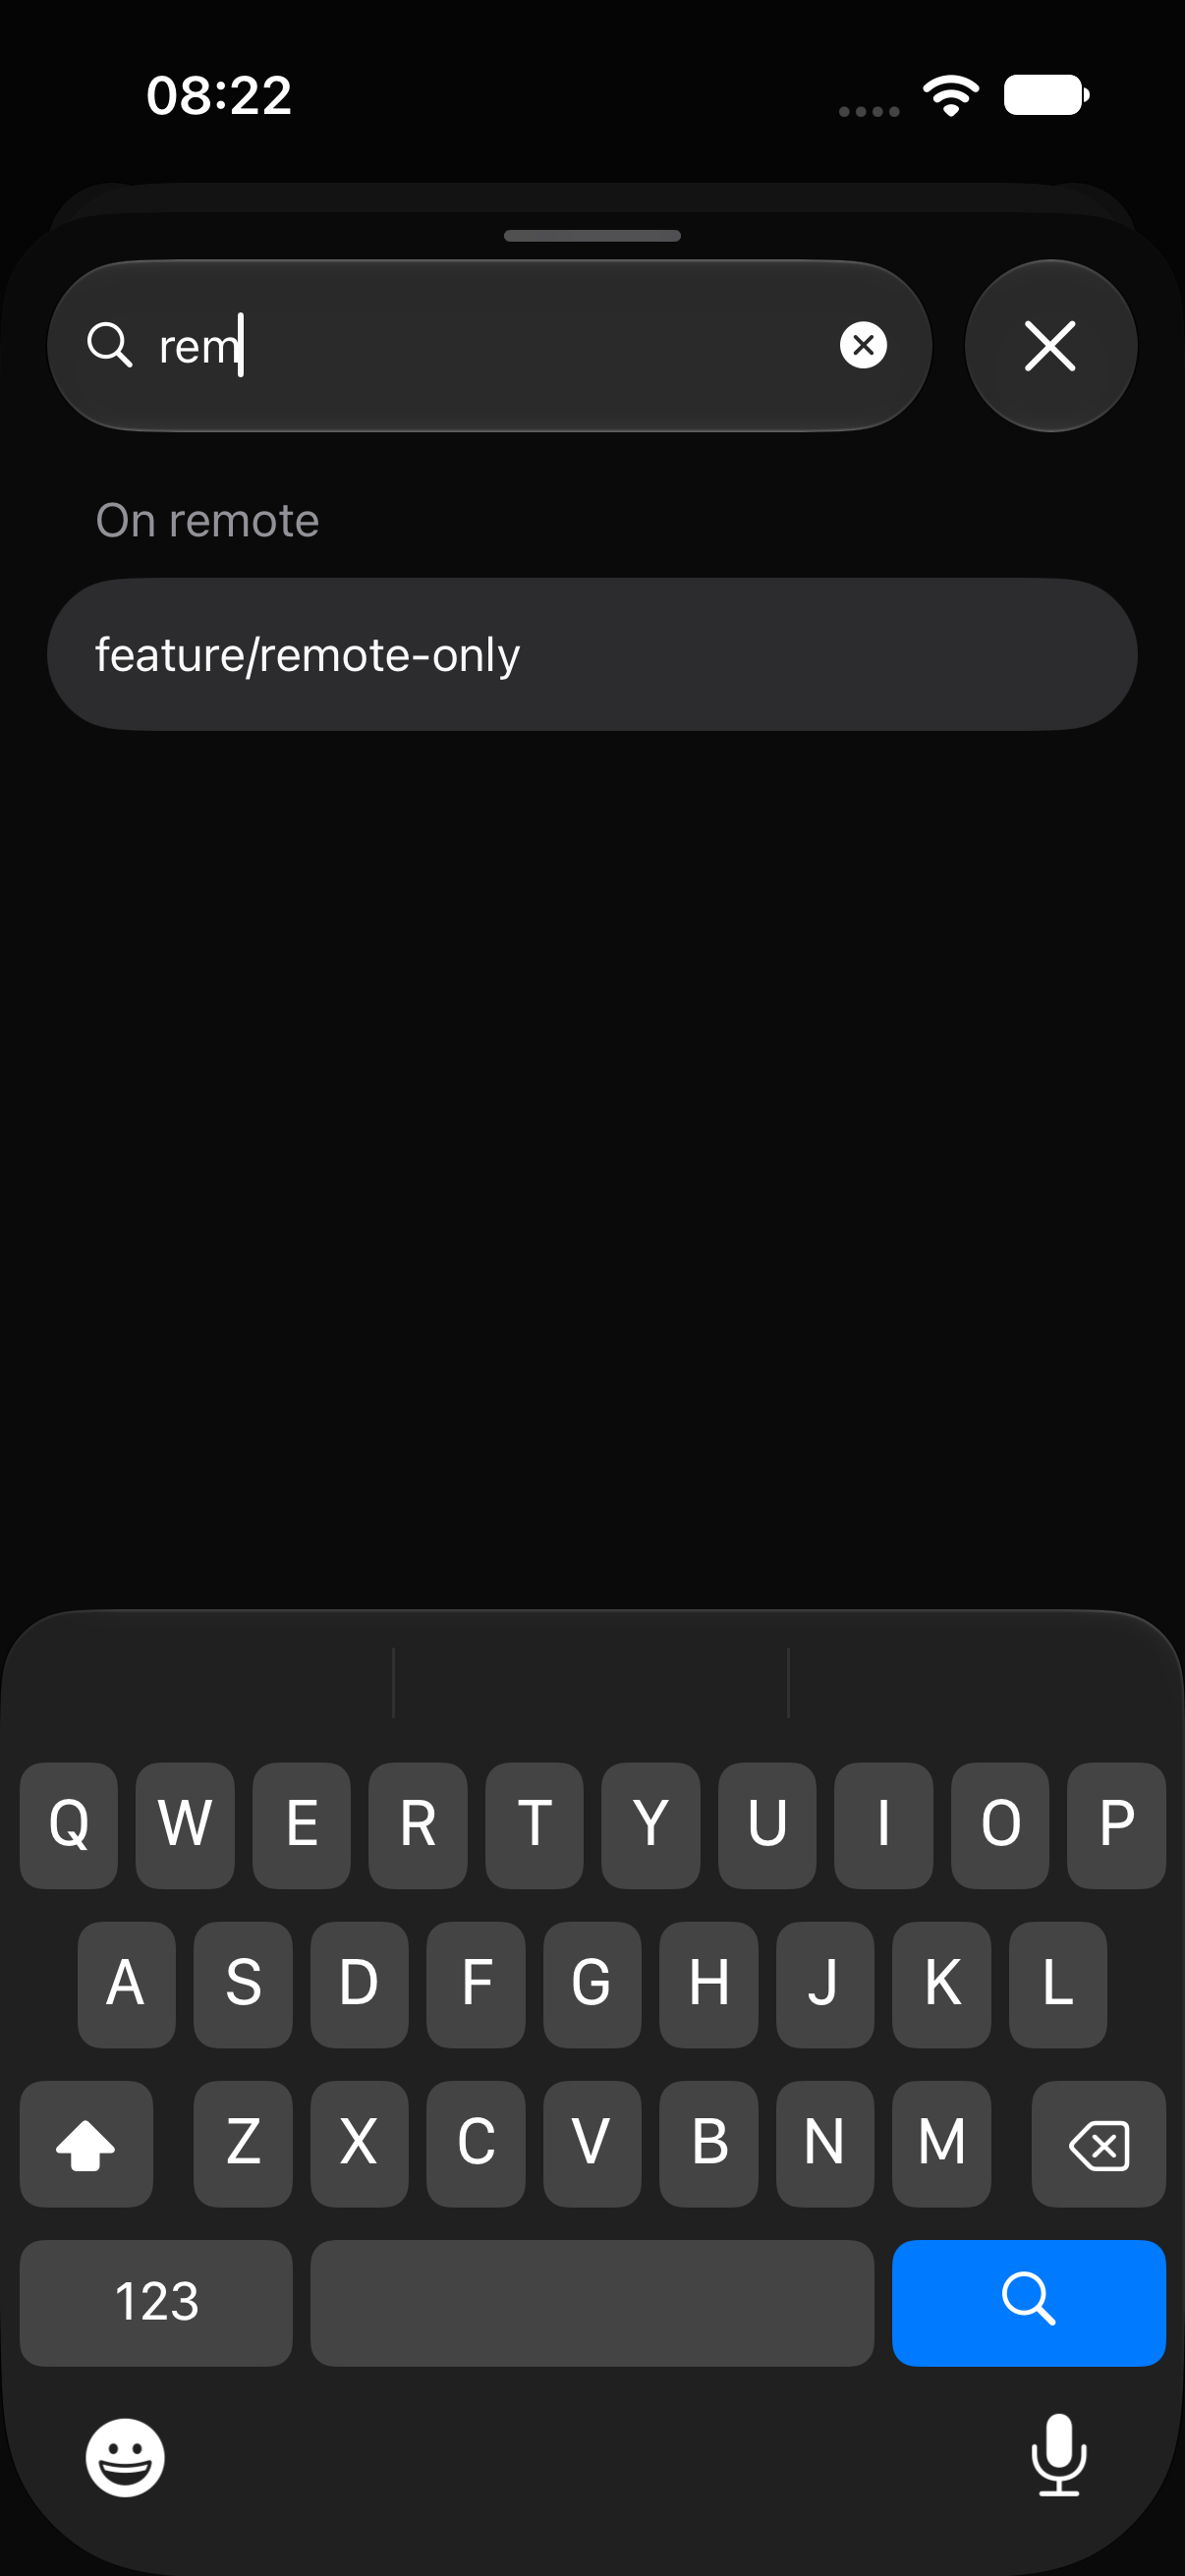 08:22
rem
On remote
feature/remote-only
Q W E R T Y U I O P
A S D F G H J K L
Z X C V B N M
123